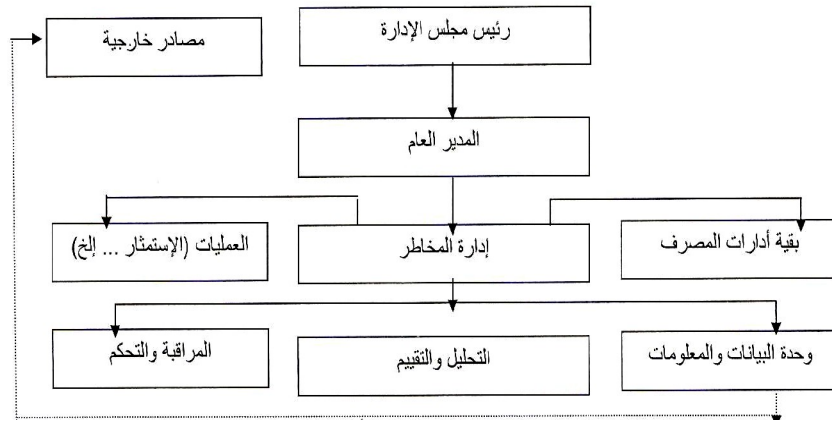 رئيس مجلس الإدارة
مصادر خارجية
المدير العام
بقية أدارات المصرف
إدارة المخاطر
العمليات (الإستمثار ... إلخ)
وحدة البيانات والمعلومات
التحليل والتقييم
المراقبة والتحكم